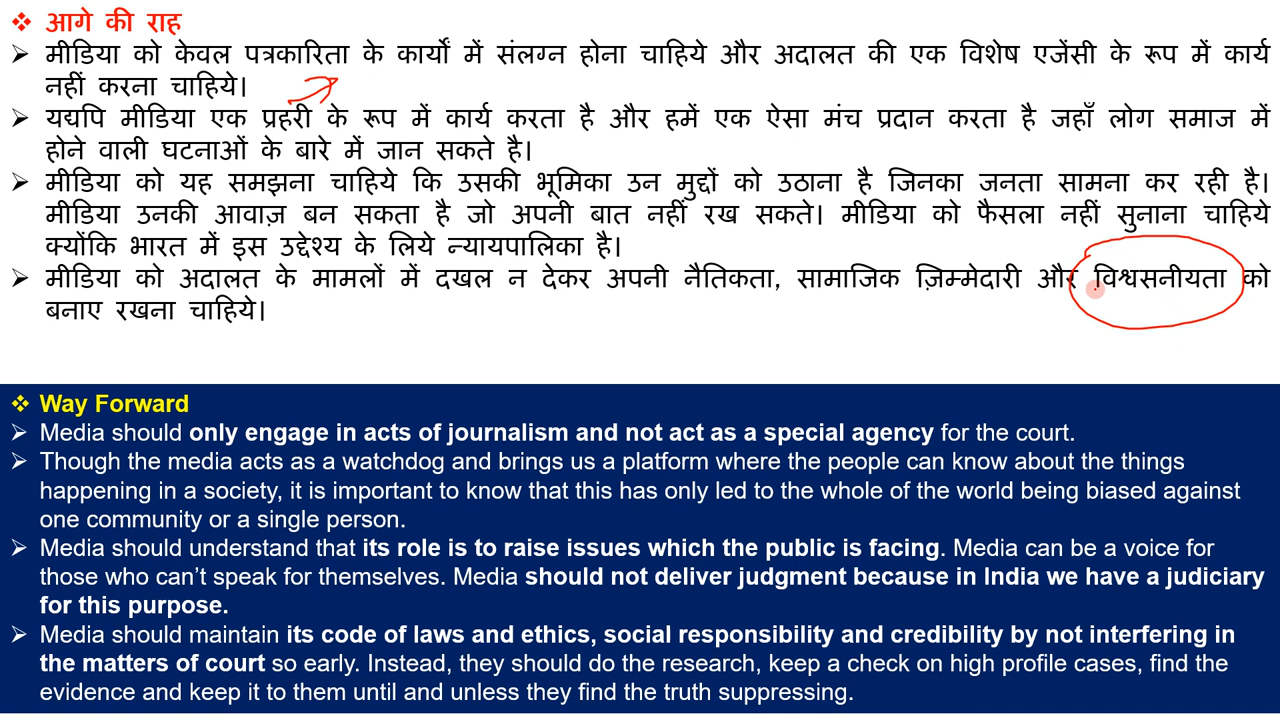 ❖ आगे की राह
➢ मीडिया को केवल पत्रकारिता के कार्यों में संलग्न होना चाहिये और अदालत की एक विशेष एजेंसी के रूप में कार्य
नहीं करना चाहिये।
➢ यद्यपि मीडिया एक प्रहरी के रूप में कार्य करता है और हमें एक ऐसा मंच प्रदान करता है जहाँ लोग समाज में
होने वाली घटनाओं के बारे में जान सकते है।
➢ मीडिया को यह समझना चाहिये कि उसकी भूमिका उन मुद्दों को उठाना है जिनका जनता सामना कर रही है।
मीडिया उनकी आवाज़ बन सकता है जो अपनी बात नहीं रख सकते। मीडिया को फैसला नहीं सुनाना चाहिये
क्योंकि भारत में इस उद्देश्य के लिये न्यायपालिका है।
➢ मीडिया को अदालत के मामलों में दखल न देकर अपनी नैतिकता, सामाजिक ज़िम्मेदारी और विश्वसनीयता को
बनाए रखना चाहिये।
❖ Way Forward
➢ Media should only engage in acts of journalism and not act as a special agency for the court.
➢ Though the media acts as a watchdog and brings us a platform where the people can know about the things
happening in a society, it is important to know that this has only led to the whole of the world being biased against
one community or a single person.
➢ Media should understand that its role is to raise issues which the public is facing. Media can be a voice for
those who can't speak for themselves. Media should not deliver judgment because in India we have a judiciary
for this purpose.
➢ Media should maintain its code of laws and ethics, social responsibility and credibility by not interfering in
the matters of court so early. Instead, they should do the research, keep a check on high profile cases, find the
evidence and keep it to them until and unless they find the truth suppressing.